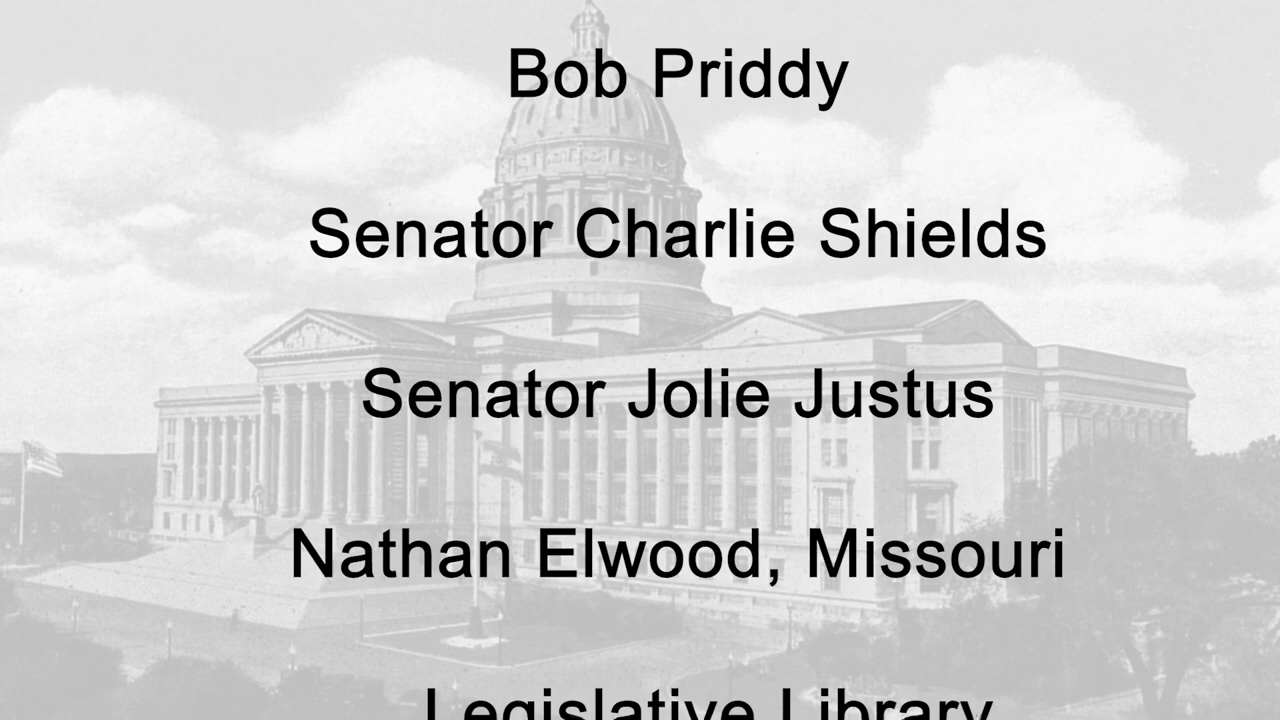 Bob Priddy
Senator Charlie Shields
Senator Jolie Justus
Nathan Elwood, Missouri
Legislative Library